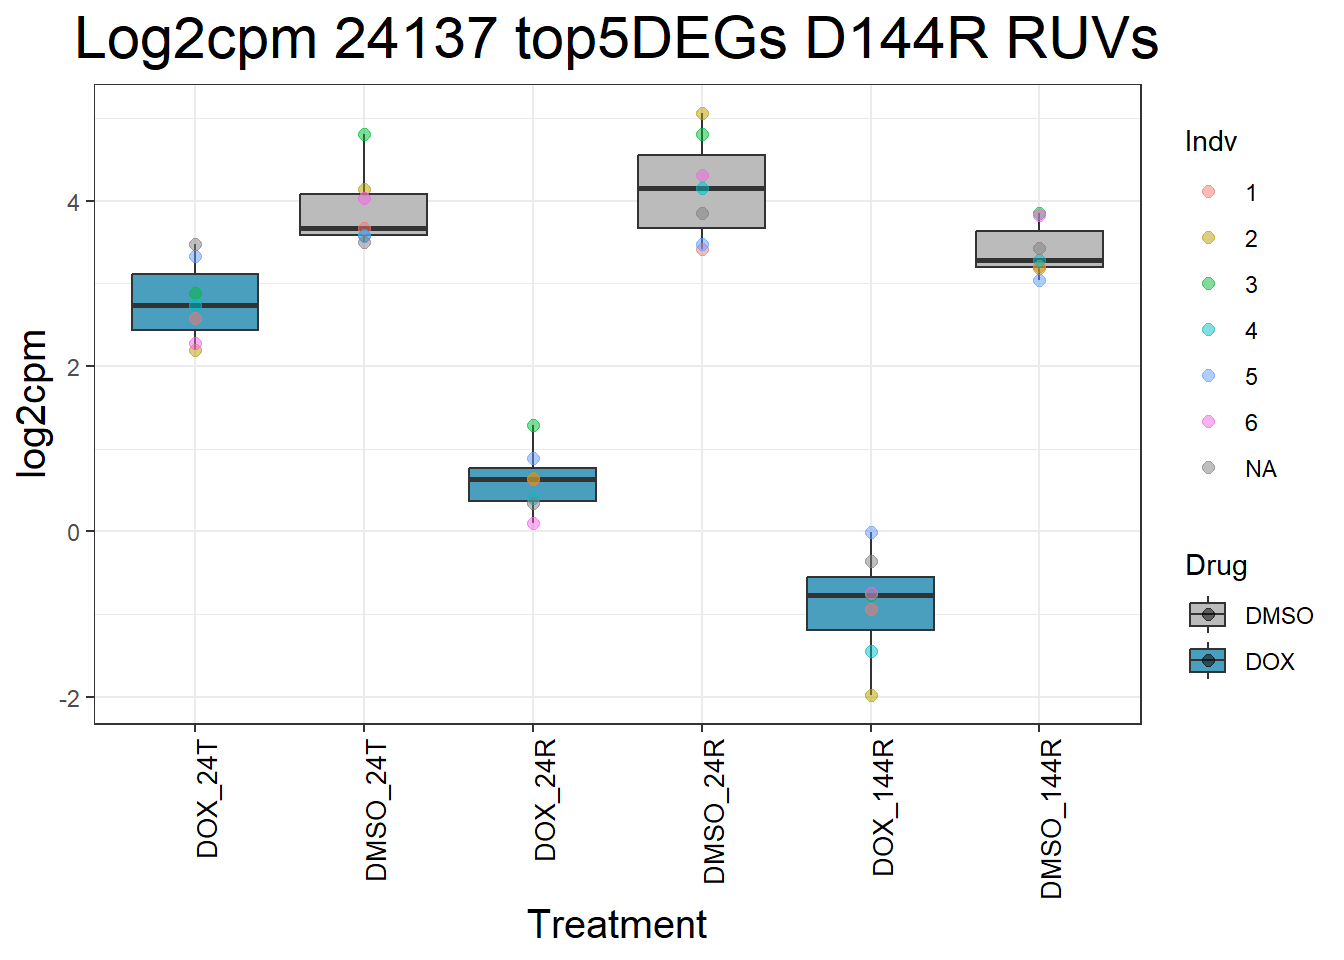 Log2cpm 24137 top5DEGs D144R RUVs
log2cpm
4
2
0
-2
DOX_24T
DMSO_24T
DOX_24R
DMSO_24R
DOX_144R
DMSO_144R
Treatment
Indv
1
2
3
4
5
6
NA
Drug
DMSO
DOX